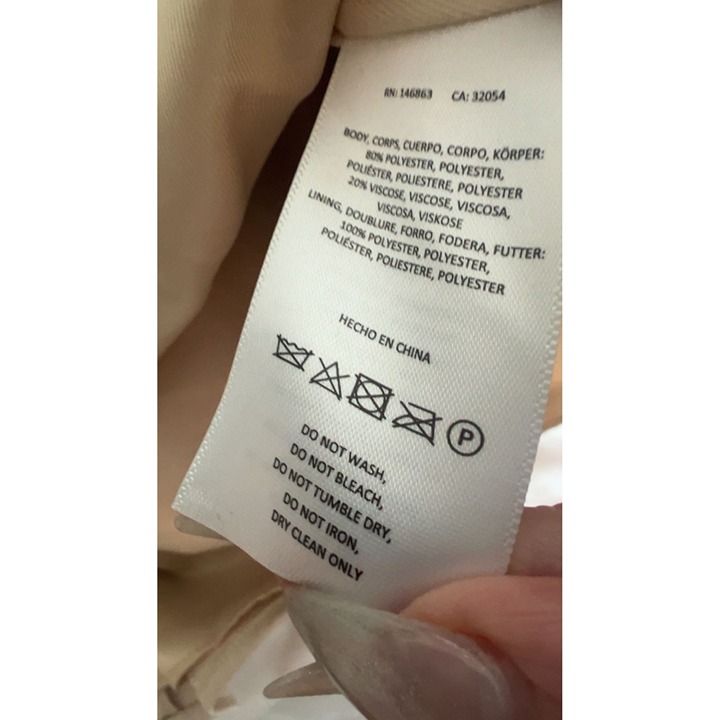 RN: 146863 CA: 32054
BODY, CORPS, CUERPO, CORPO, KÖRPER:
80% POLYESTER, POLYESTER,
POLIÉSTER, POLIESTERE, POLYESTER
20% VISCOSE, VISCOSE, VISCOSA,
VISCOSA, VISKOSE
LINING, DOUBLURE, FORRO, FODERA, FUTTER:
100% POLYESTER, POLYESTER,
POLIÉSTER, POLIESTERE, POLYESTER
HECHO EN CHINA
P
DO NOT WASH,
DO NOT BLEACH,
DO NOT TUMBLE DRY,
DO NOT IRON,
DRY CLEAN ONLY